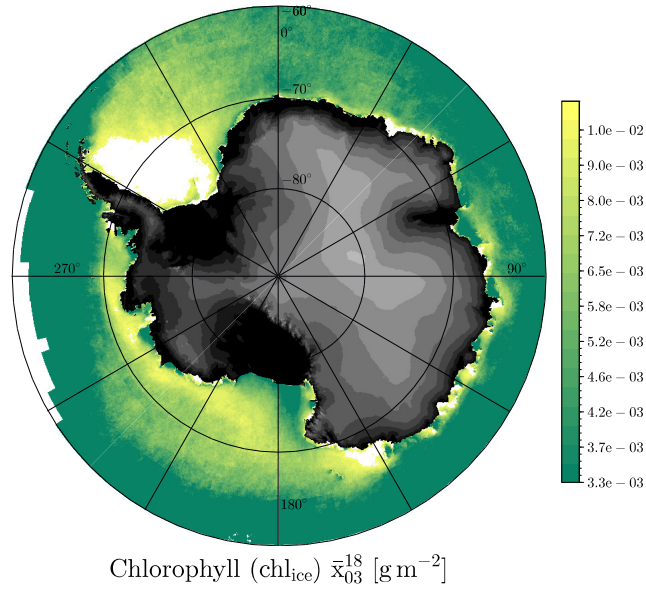 −60°
0°
−70°
−80°
270°
90°
180°
1.0e − 02
9.0e − 03
8.0e − 03
7.2e − 03
6.5e − 03
5.8e − 03
5.2e − 03
4.6e − 03
4.2e − 03
3.7e − 03
3.3e − 03
Chlorophyll (chl_ice) x̄₀₃¹⁸ [g m⁻²]